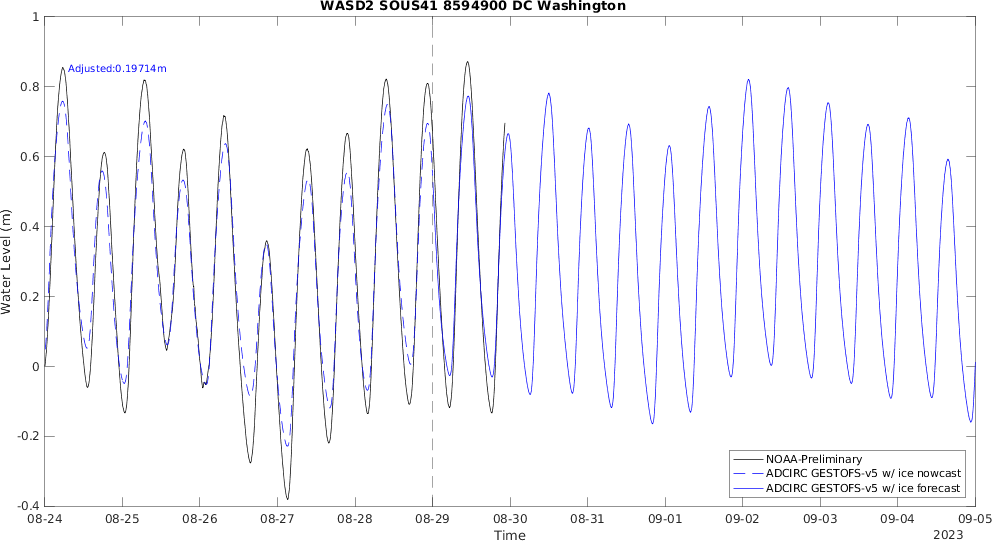 WASD2 SOUS41 8594900 DC Washington
Adjusted:0.19714m
1
0.8
0.6
0.4
0.2
0
-0.2
-0.4
Water Level (m)
NOAA-Preliminary
ADCIRC GESTOFS-v5 w/ ice nowcast
ADCIRC GESTOFS-v5 w/ ice forecast
08-24 08-25 08-26 08-27 08-28 08-29 08-30 08-31 09-01 09-02 09-03 09-04 09-05
Time
2023